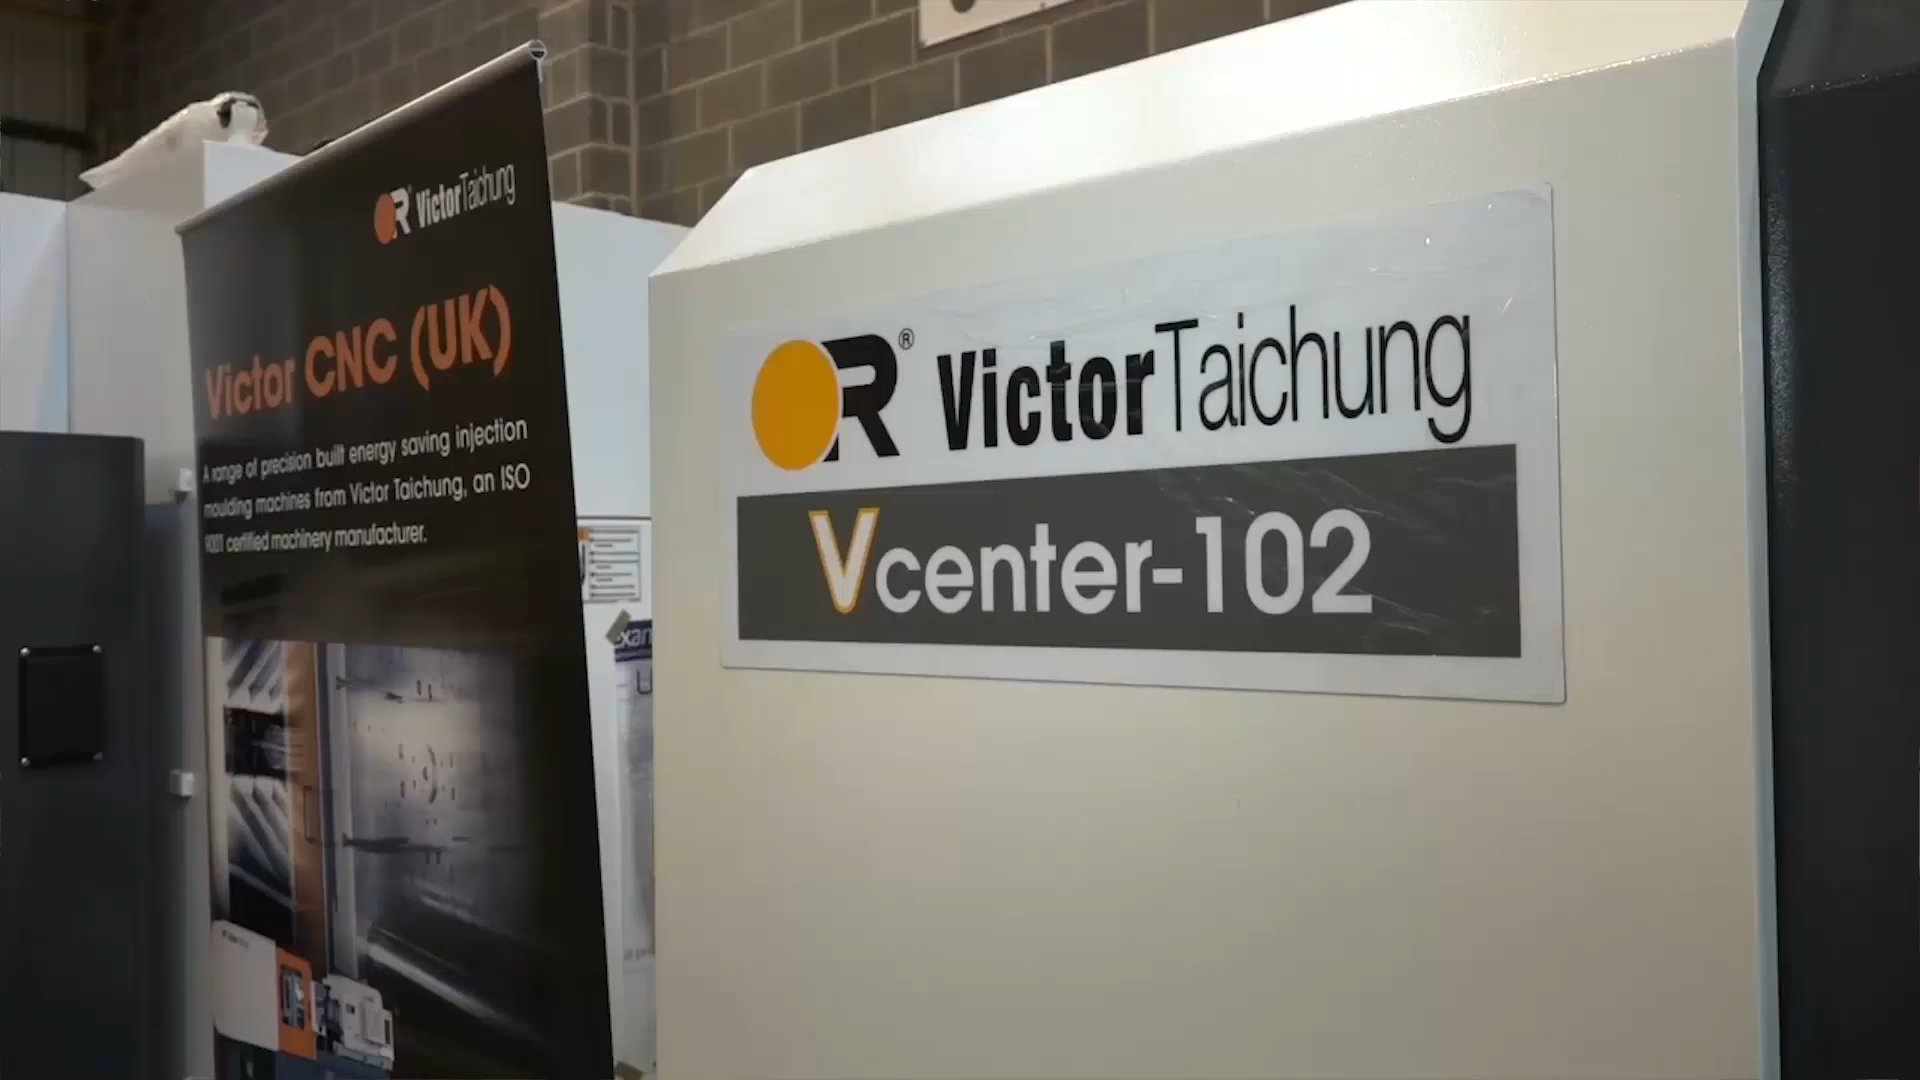 R® VictorTaichung
Victor CNC (UK)
A range of precision built energy saving injection
moulding machines from Victor Taichung, an ISO
9001 certified machinery manufacturer.
R® VictorTaichung
Vcenter-102